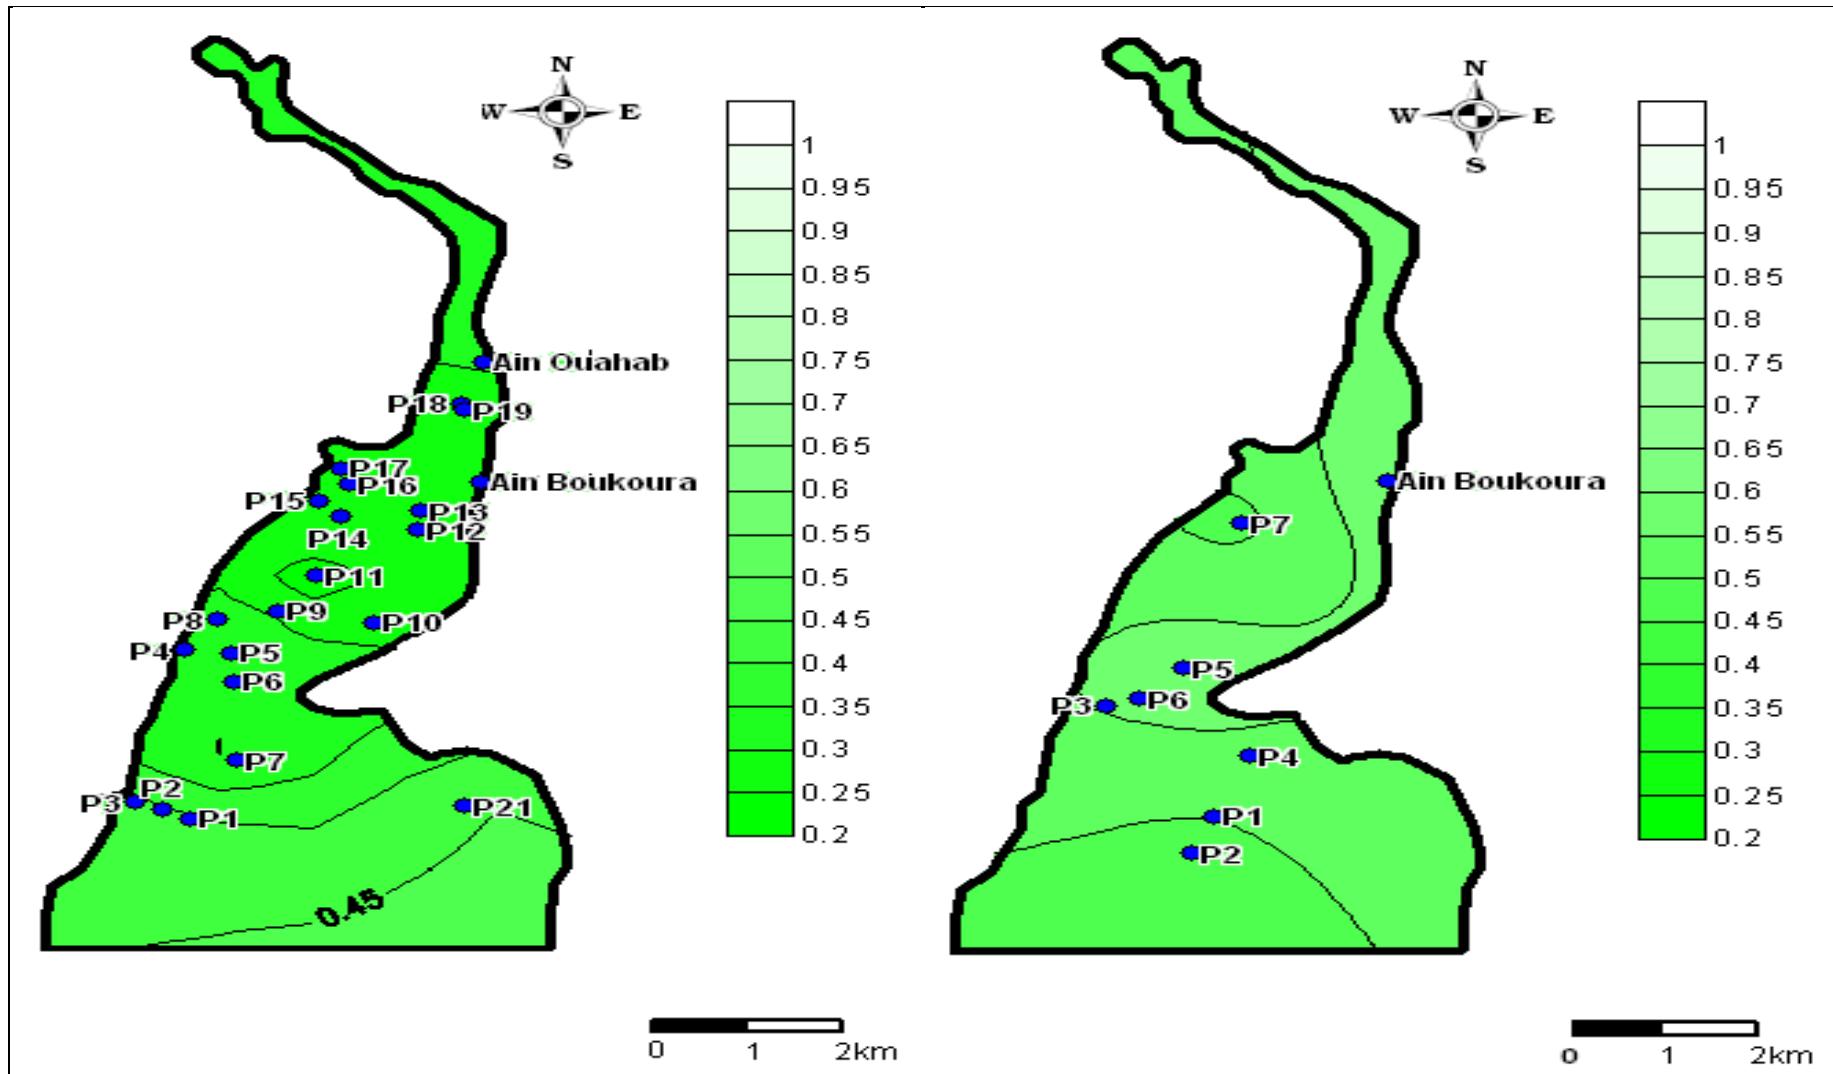 N
W E
S
1
0.95
0.9
0.85
0.8
0.75
0.7
0.65
0.6
0.55
0.5
0.45
0.4
0.35
0.3
0.25
0.2
Ain Ouahab
P18 P19
P17
P16
Ain Boukoura
P15
P13
P14
P12
P11
P9
P8
P10
P4
P5
P6
P7
P2
P3
P1
P21
0.45
0 1 2km
N
W E
S
1
0.95
0.9
0.85
0.8
0.75
0.7
0.65
0.6
0.55
0.5
0.45
0.4
0.35
0.3
0.25
0.2
Ain Boukoura
P7
P5
P6
P3
P4
P1
P2
0 1 2km